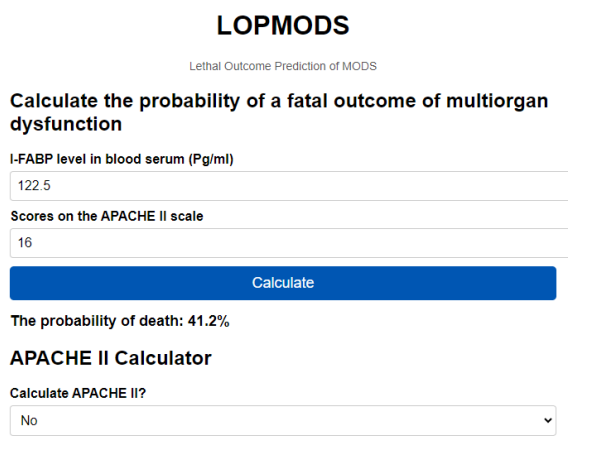 LOPMODS
Lethal Outcome Prediction of MODS
Calculate the probability of a fatal outcome of multiorgan
dysfunction
I-FABP level in blood serum (Pg/ml)
122.5
Scores on the APACHE II scale
16
Calculate
The probability of death: 41.2%
APACHE II Calculator
Calculate APACHE II?
No